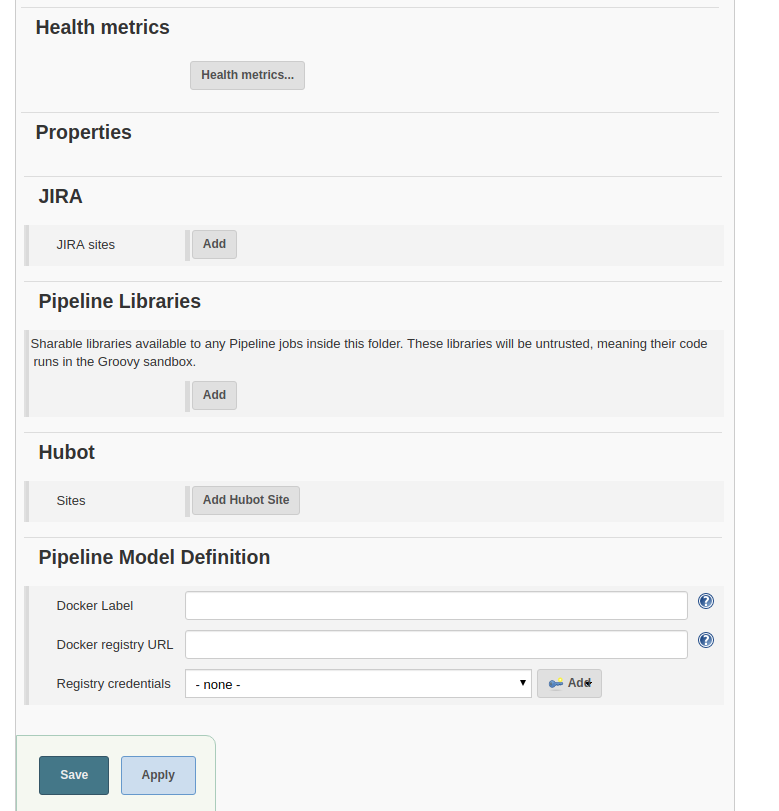 Health metrics
Health metrics...
Properties
JIRA
JIRA sites
Add
Pipeline Libraries
Sharable libraries available to any Pipeline jobs inside this folder. These libraries will be untrusted, meaning their code
runs in the Groovy sandbox.
Add
Hubot
Sites
Add Hubot Site
Pipeline Model Definition
Docker Label
?
Docker registry URL
?
Registry credentials
- none -
Add
Save
Apply